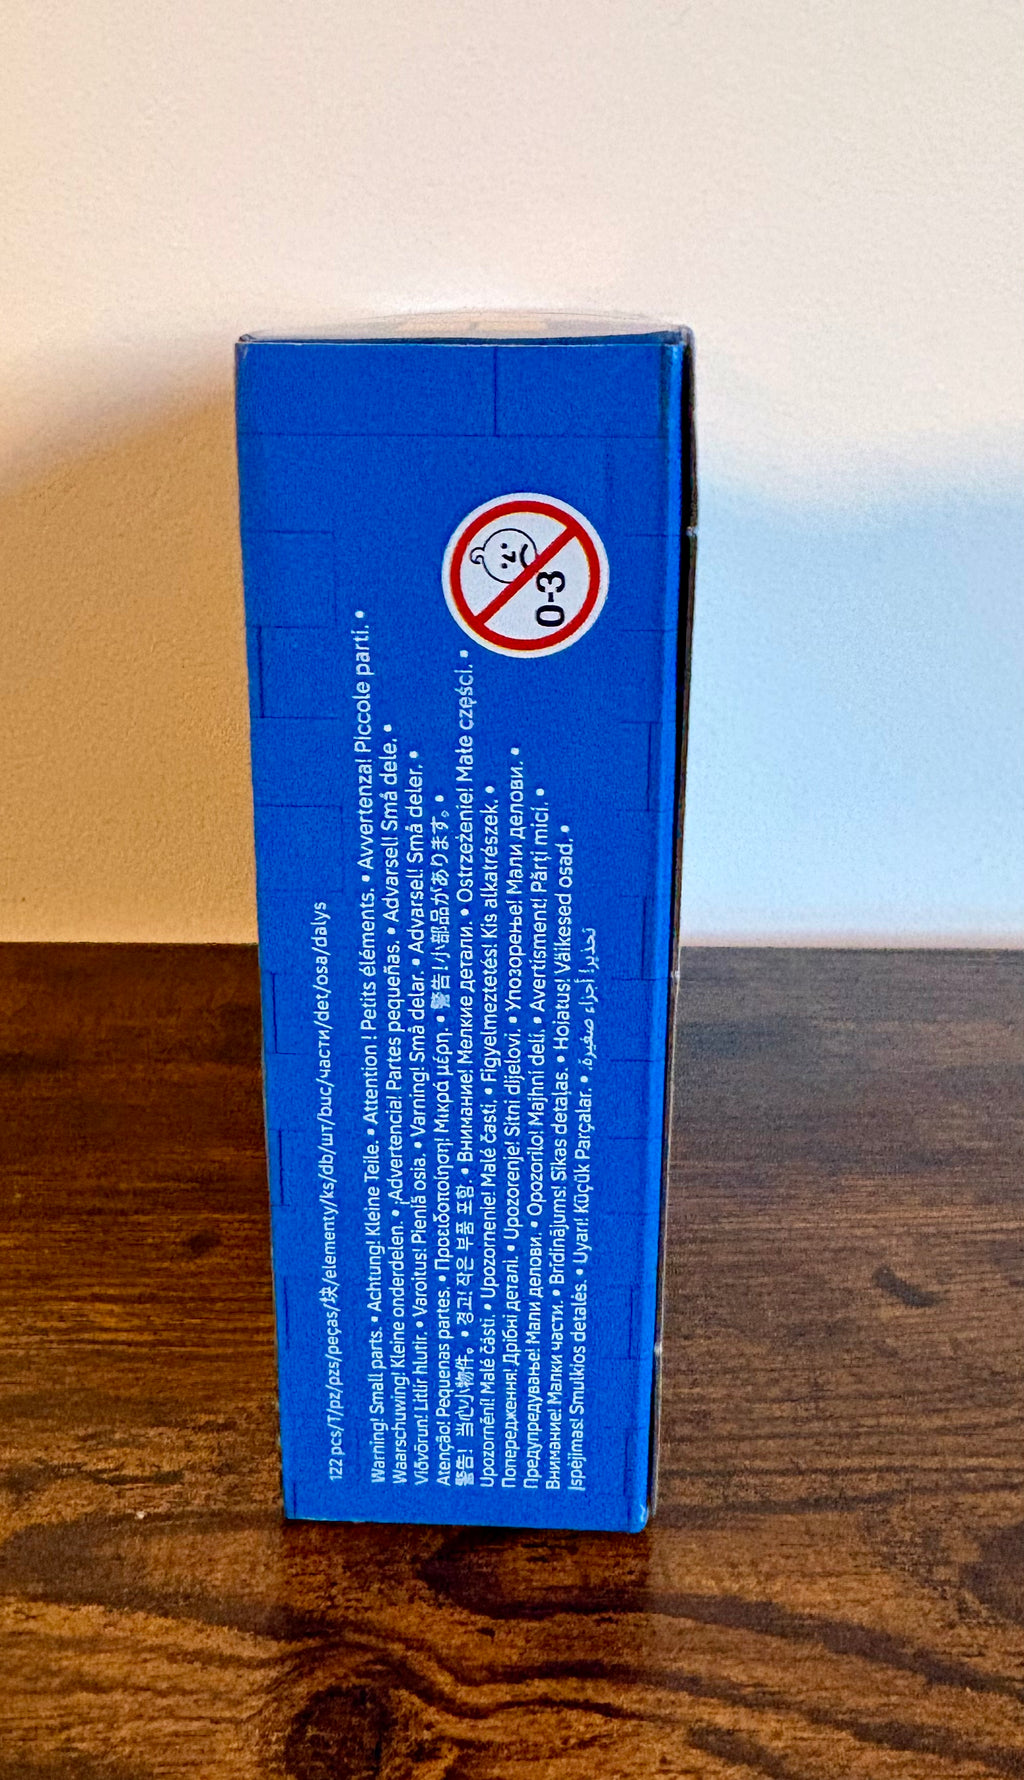 122 pcs/T/pz/pzs/peças/块/elementy/ks/db/шт/buc/части/det/osa/dalys
Warning! Small parts. • Achtung! Kleine Teile. • Attention ! Petits éléments. • Avvertenza! Piccole parti. •
Waarschuwing! Kleine onderdelen. • ¡Advertencia! Partes pequeñas. • Advarsel! Små dele. •
Viðvörun! Litlir hlutir. • Varoitus! Pieniä osia. • Varning! Små delar. • Advarsel! Små deler. •
Atenção! Pequenas partes. • Προειδοποίηση! Μικρά μέρη. • 警告!小部品があります。 •
警告! 当心小物件。 • 경고! 작은 부품 포함. • Внимание! Мелкие детали. • Ostrzeżenie! Małe części. •
Upozornění! Malé části. • Upozornenie! Malé časti. • Figyelmeztetés! Kis alkatrészek. •
Попередження! Дрібні деталі. • Upozorenje! Sitni dijelovi. • Упозорење! Мали делови. •
Предупредување! Мали делови. • Opozorilo! Majhni deli. • Avertisment! Părți mici. •
Внимание! Малки части. • Brīdinājums! Sīkas detaļas. • Hoiatus! Väikesed osad. •
Įspėjimas! Smulkios detalės. • Uyarı! Küçük Parçalar. • تحذير! أجزاء صغيرة.
0-3